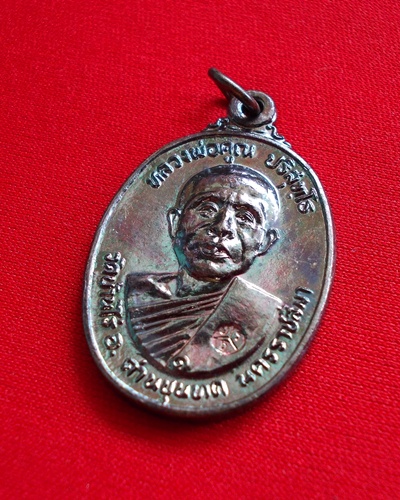 หลวงพ่อคูณ ปริสุทฺโธ
วัดบ้านไร่ อ. ด่านขุนทด นครราชสีมา